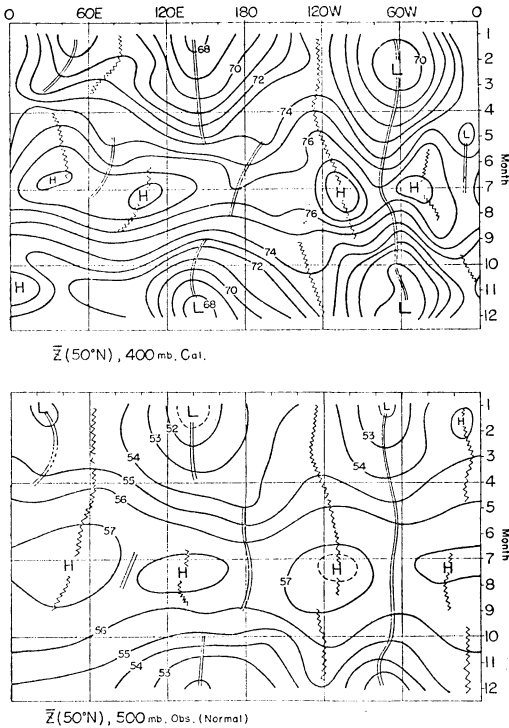 0 60E 120E 180 120W 60W 0
68 70 72 74 76 L 70 L
H H H H
76 74 72 70 68
H L L
1 2 3 4 5 6 7 8 9 10 11 12
Month
Z̅(50°N), 400 mb. Cal.
L L L H
52 53 54 55 56 57 53 54
H H H 57 H
56 55 54 53
1 2 3 4 5 6 7 8 9 10 11 12
Month
Z̅(50°N), 500 mb. Obs. (Normal)